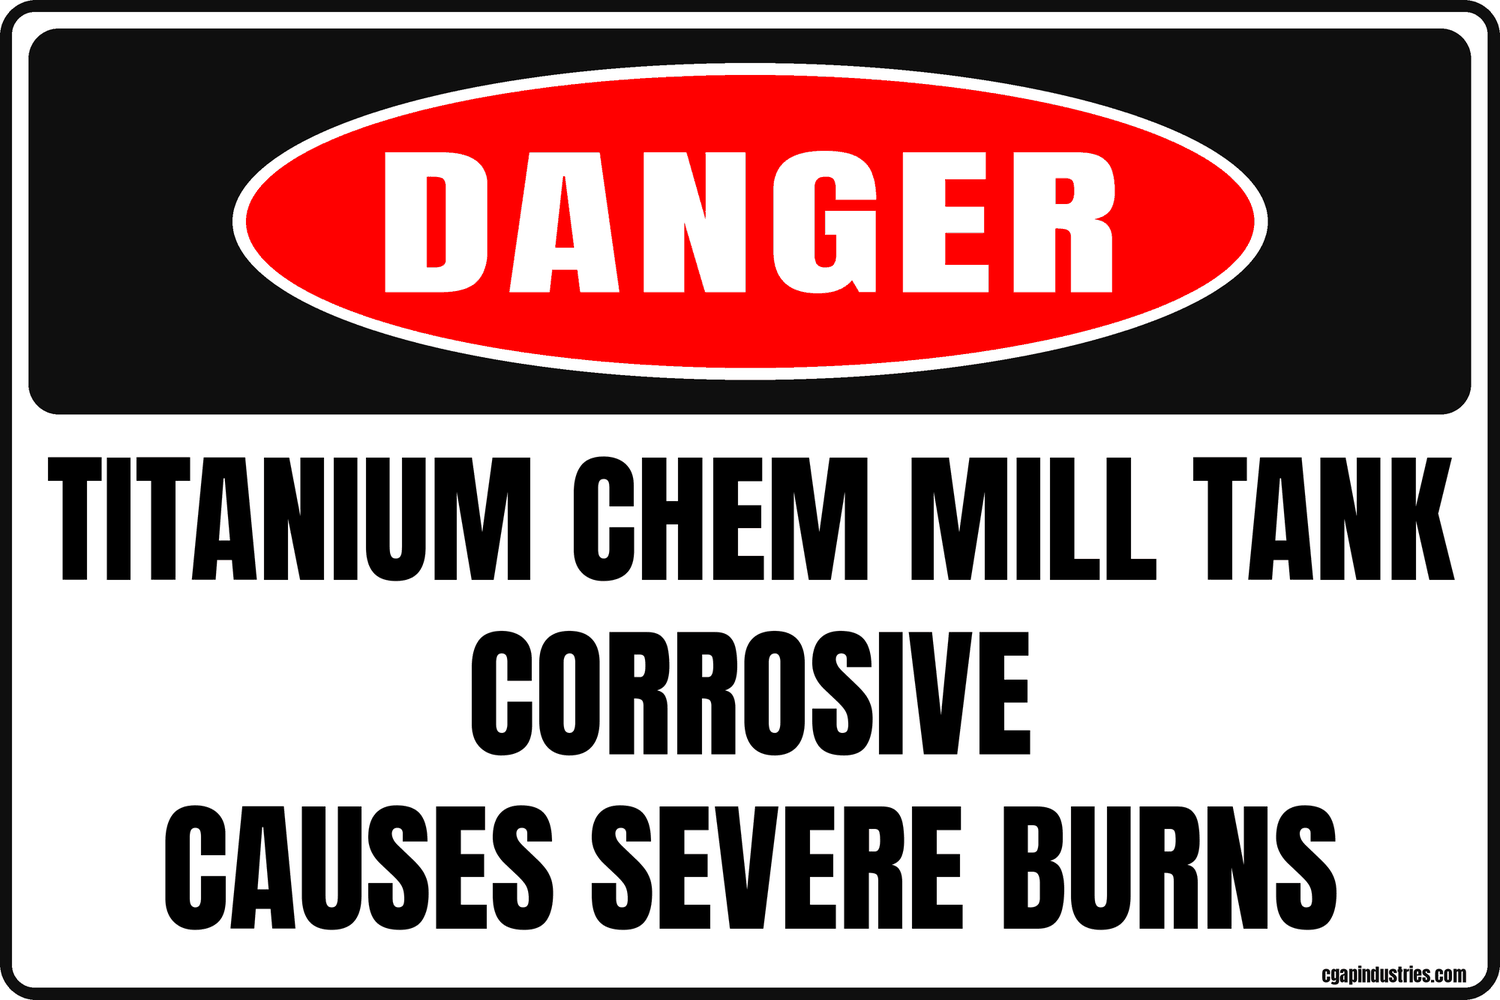 DANGER
TITANIUM CHEM MILL TANK
CORROSIVE
CAUSES SEVERE BURNS
cgapindustries.com